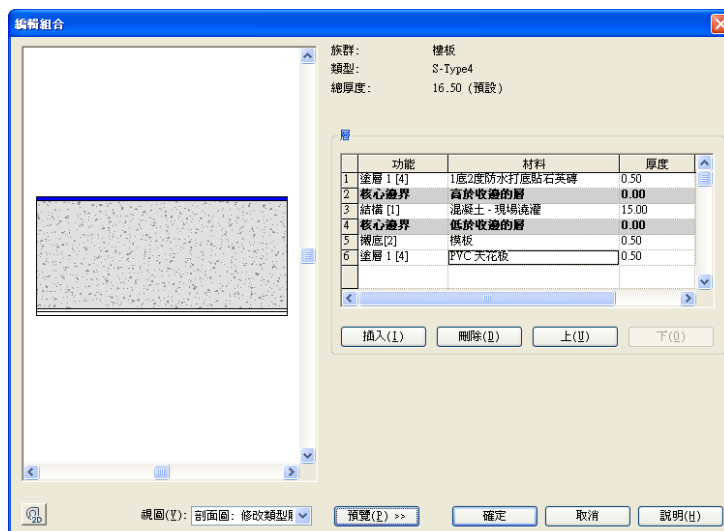 編輯組合
族群: 樓板
類型: S-Type4
總厚度: 16.50 (預設)
層
功能 材料 厚度
1 塗層 1 [4] 1底2度防水打底貼石英磚 0.50
2 核心邊界 高於收邊的層 0.00
3 結構 [1] 混凝土 - 現場澆灌 15.00
4 核心邊界 低於收邊的層 0.00
5 襯底[2] 模板 0.50
6 塗層 1 [4] PVC 天花板 0.50
插入(I) 刪除(D) 上(U) 下(O)
視圖(Y): 剖面圖: 修改類型 預覽(P) >> 確定 取消 說明(H)